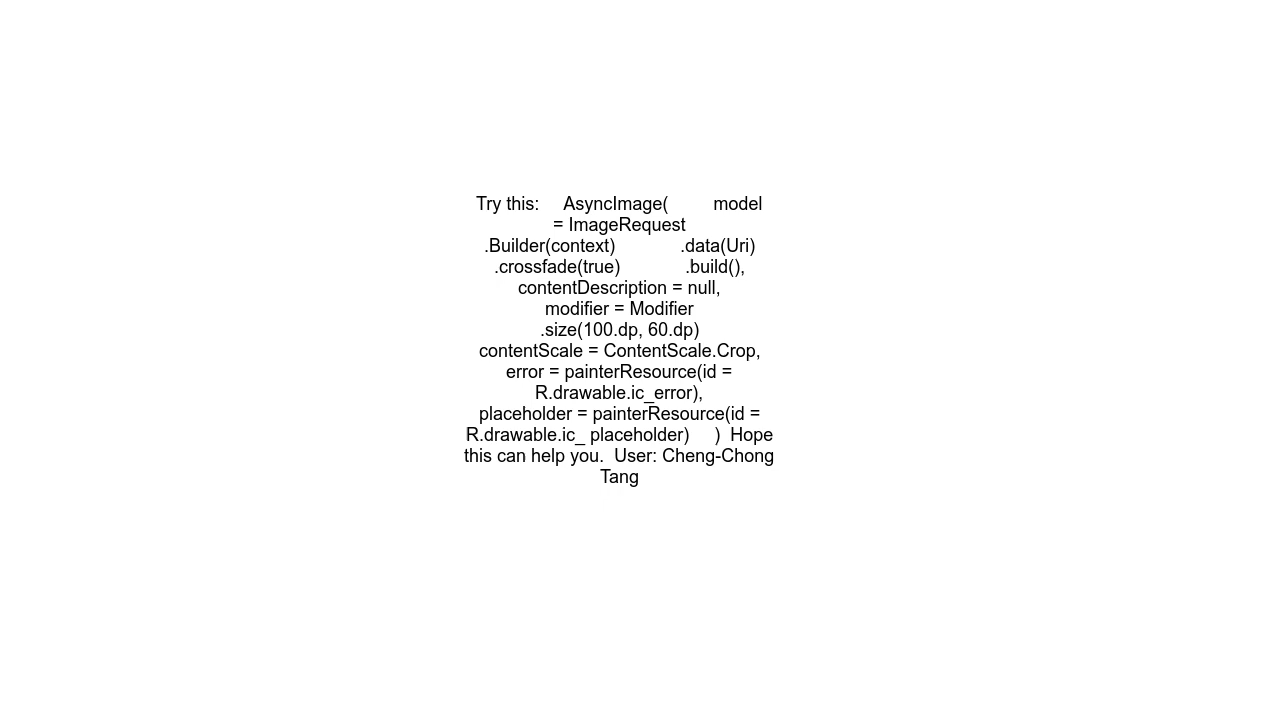 Try this:     AsyncImage(         model
= ImageRequest
.Builder(context)             .data(Uri)
.crossfade(true)             .build(),
contentDescription = null,
modifier = Modifier
.size(100.dp, 60.dp)
contentScale = ContentScale.Crop,
error = painterResource(id =
R.drawable.ic_error),
placeholder = painterResource(id =
R.drawable.ic_ placeholder)     )  Hope
this can help you.  User: Cheng-Chong
Tang